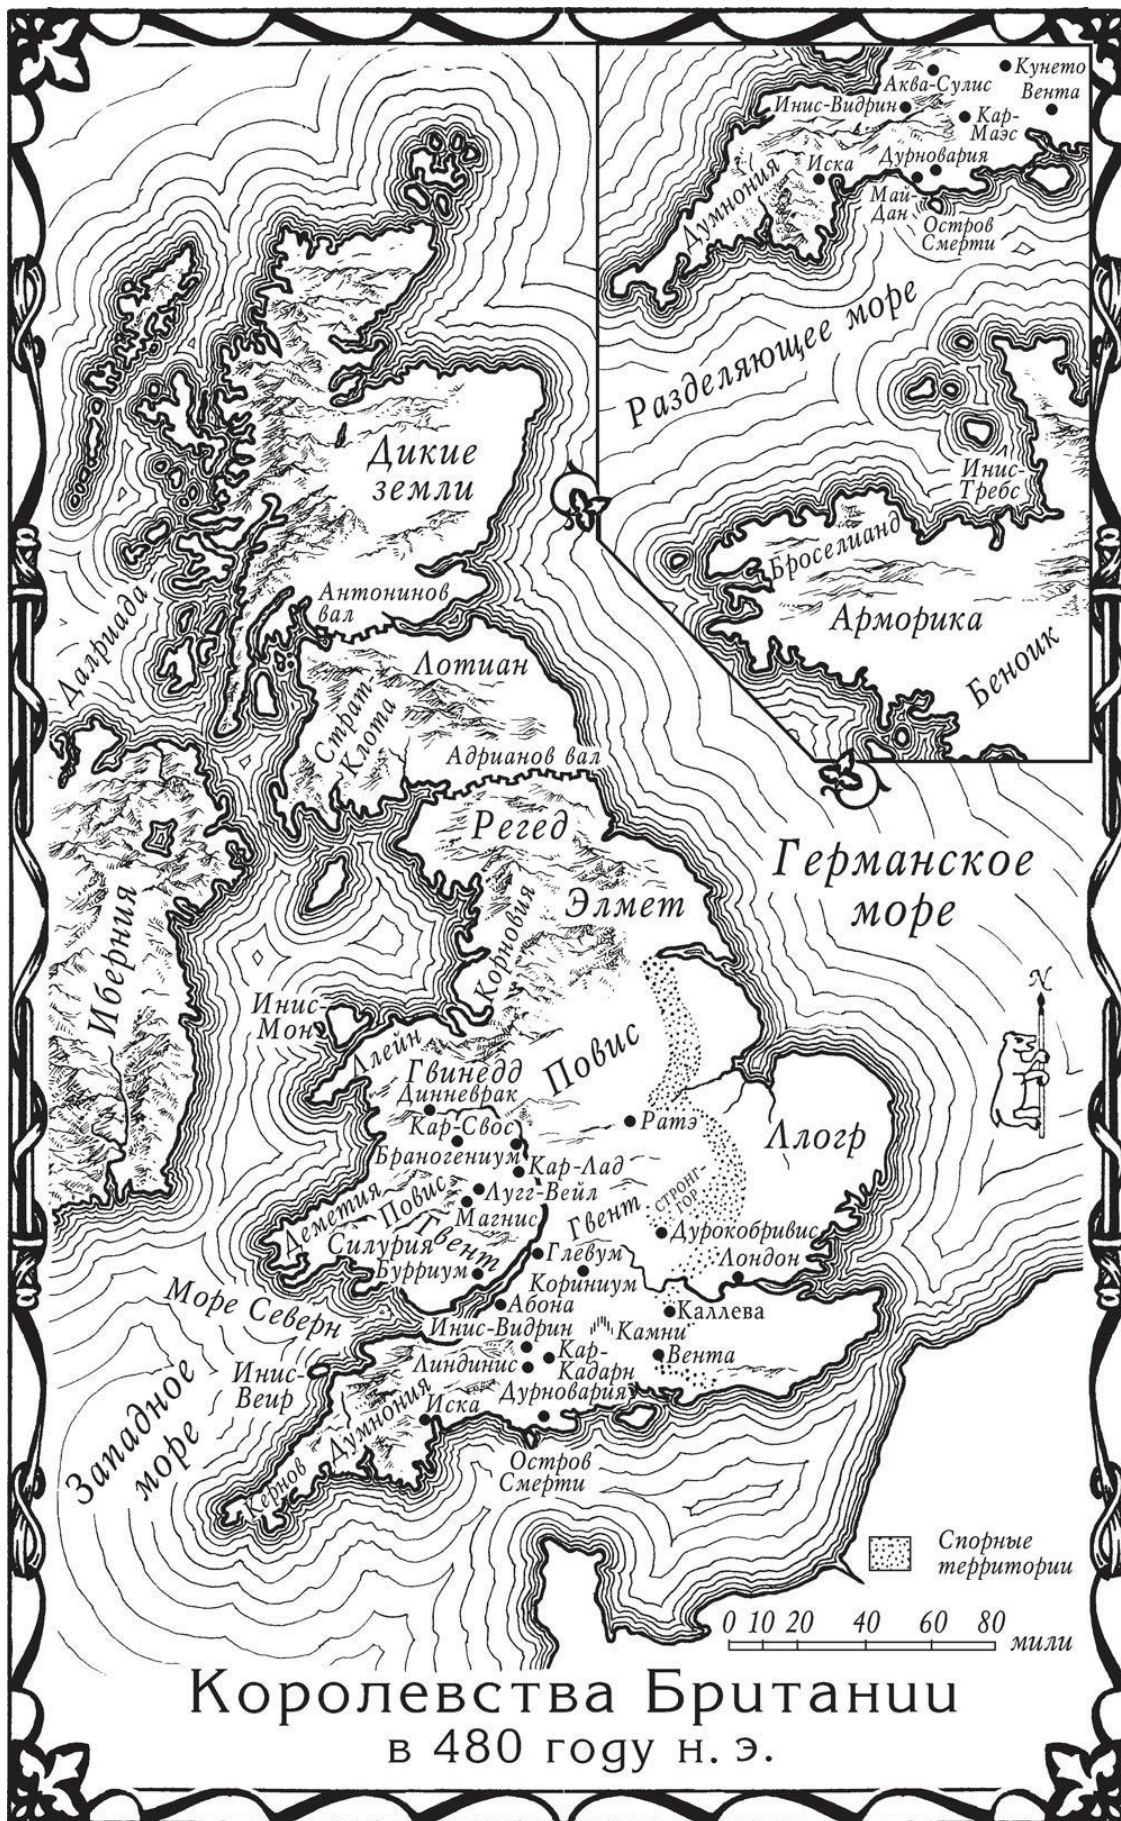 Кунето
Аква-Сулис
Вента
Инис-Видрин
Кар-
Маэс
Дурновария
Иска
Май-
Дан
Остров
Смерти
Думнония
Разделяющее море
Инис-
Требс
Броселианд
Арморика
Беноик
Дикие
земли
Антонинов
вал
Далриада
Лотиан
Страт-
Клота
Адрианов вал
Регед
Германское
море
Элмет
Корновия
Иберния
Инис-
Мон
Ллейн
Гвинедд
Повис
N
Динневрак
Кар-Свос
Ратэ
Ллогр
Браногениум
Кар-Лад
Лугг-Вейл
СТРОНГ-
ГОР
Деметия
Повис
Магнис
Гвент
Гвент
Силурия
Дурокобривис
Глевум
Бурриум
Кориниум
Лондон
Море Северн
Абона
Каллева
Инис-Видрин
Камни
Линдинис
Кар-
Кадарн
Вента
Инис-
Веир
Дурновария
Думнония
Иска
Западное
море
Кернов
Остров
Смерти
Спорные
территории
0 10 20 40 60 80
мили
Королевства Британии
в 480 году н. э.